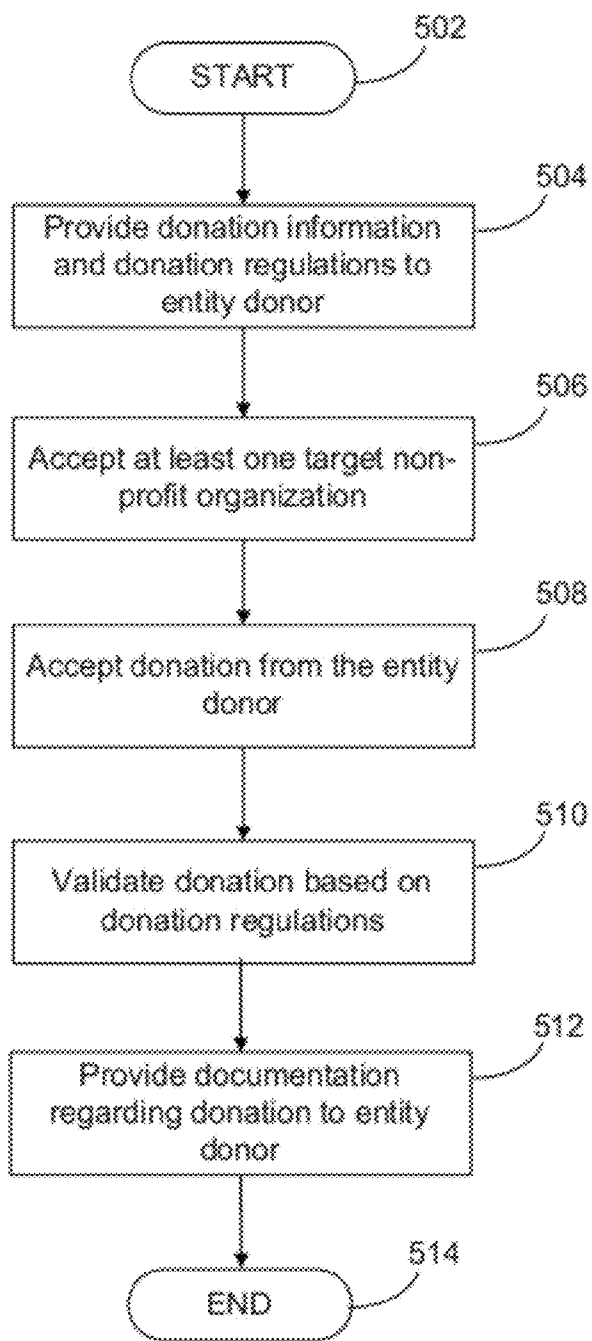 502
START
504
Provide donation information
and donation regulations to
entity donor
506
Accept at least one target non-
profit organization
508
Accept donation from the entity
donor
510
Validate donation based on
donation regulations
512
Provide documentation
regarding donation to entity
donor
514
END